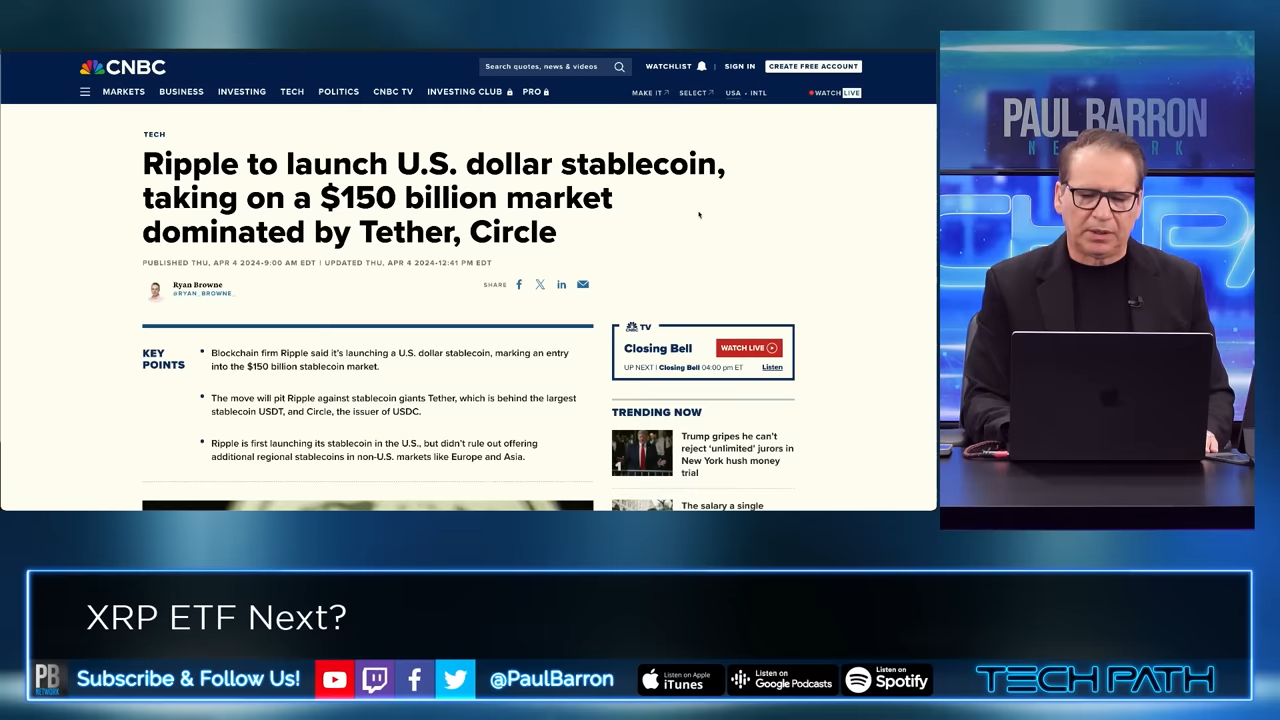 CNBC
Search quotes, news & videos
WATCHLIST
SIGN IN
CREATE FREE ACCOUNT
MARKETS BUSINESS INVESTING TECH POLITICS CNBC TV INVESTING CLUB PRO
MAKE IT SELECT USA • INTL WATCH LIVE
TECH
Ripple to launch U.S. dollar stablecoin,
taking on a $150 billion market
dominated by Tether, Circle
PUBLISHED THU, APR 4 2024•9:00 AM EDT | UPDATED THU, APR 4 2024•12:41 PM EDT
Ryan Browne
@RYAN_BROWNE_
SHARE
KEY
POINTS
• Blockchain firm Ripple said it’s launching a U.S. dollar stablecoin, marking an entry
into the $150 billion stablecoin market.
• The move will pit Ripple against stablecoin giants Tether, which is behind the largest
stablecoin USDT, and Circle, the issuer of USDC.
• Ripple is first launching its stablecoin in the U.S., but didn’t rule out offering
additional regional stablecoins in non-U.S. markets like Europe and Asia.
TV
Closing Bell
WATCH LIVE
UP NEXT | Closing Bell 04:00 pm ET
Listen
TRENDING NOW
1
Trump gripes he can’t
reject ‘unlimited’ jurors in
New York hush money
trial
The salary a single
PAUL BARRON
NETWORK
XRP ETF Next?
PB
NETWORK
Subscribe & Follow Us!
@PaulBarron
Listen on Apple
iTunes
Listen on
Google Podcasts
Listen on
Spotify
TECH PATH